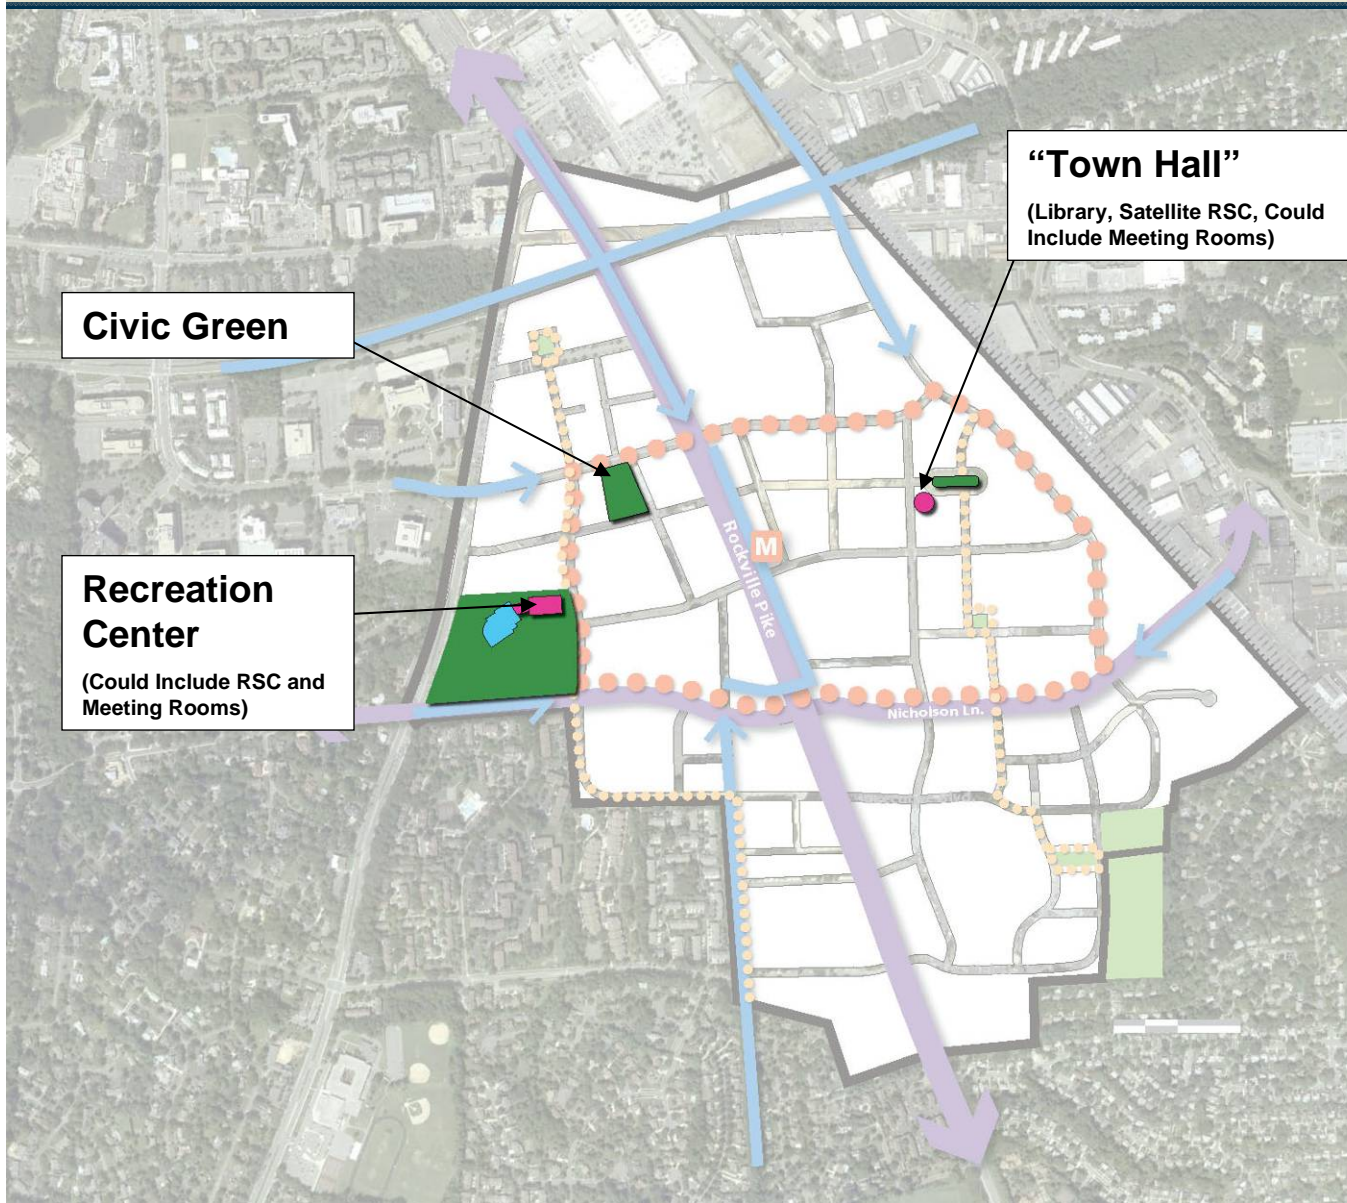 “Town Hall”
(Library, Satellite RSC, Could
Include Meeting Rooms)
Civic Green
Recreation
Center
(Could Include RSC and
Meeting Rooms)
M
Rockville Pike
Nicholson Ln.